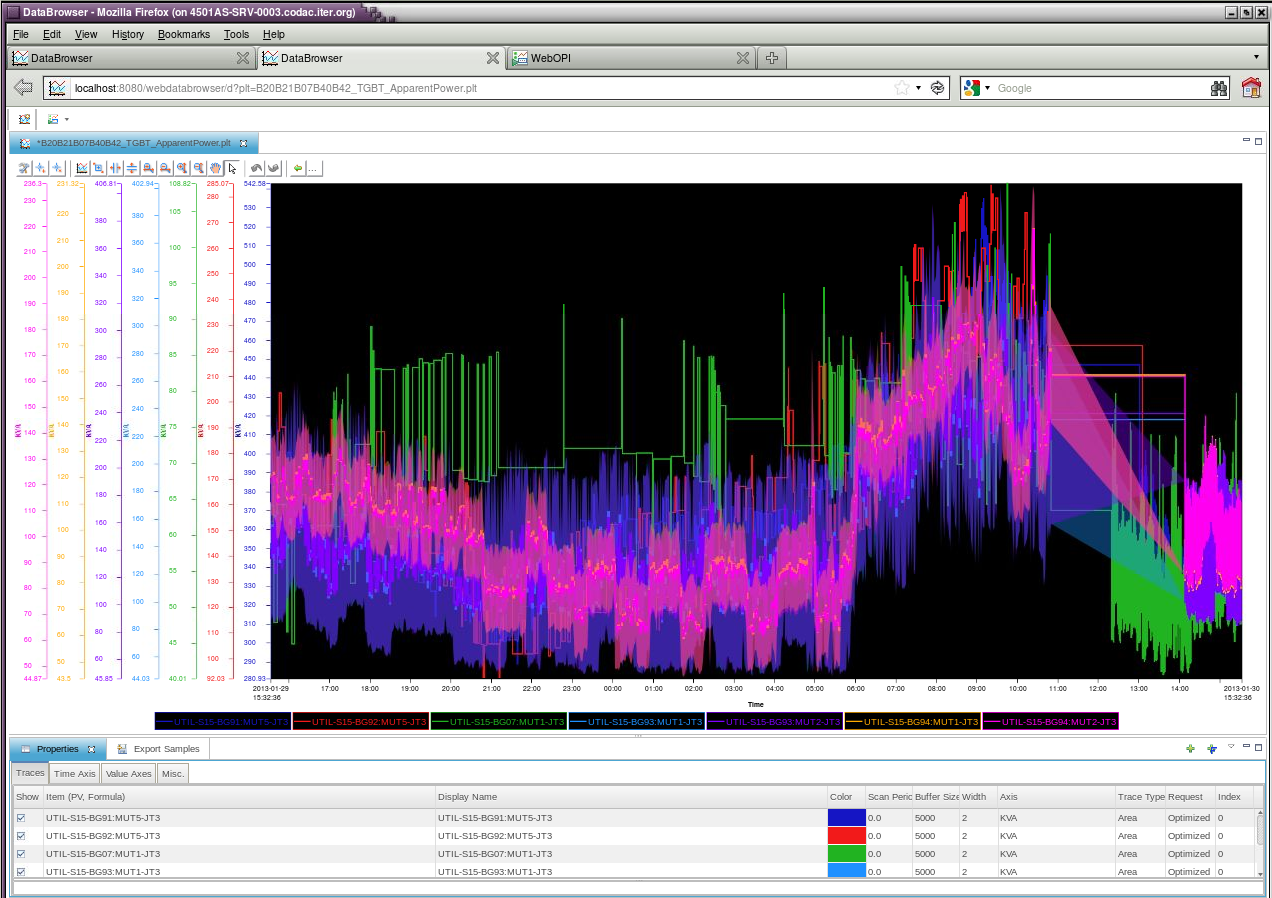 DataBrowser - Mozilla Firefox (on 4501AS-SRV-0003.codac.iter.org)
File Edit View History Bookmarks Tools Help
DataBrowser DataBrowser WebOPI
localhost:8080/webdatabrowser/d?plt=B20B21B07B40B42_TGBT_ApparentPower.plt Google
*B20B21B07B40B42_TGBT_ApparentPower.plt
...
236.3 231.32 406.81 402.94 108.82 285.07 542.58
230 220 210 200 190 180 170 160 150 140 130 120 110 100 90 80 70 60 50 44.87
KVA
220 210 200 190 180 170 160 150 140 130 120 110 100 90 80 70 60 50 43.5
KVA
380 360 340 320 300 280 260 240 220 200 180 160 140 120 100 80 60 45.85
KVA
380 360 340 320 300 280 260 240 220 200 180 160 140 120 100 80 60 44.03
KVA
105 100 95 90 85 80 75 70 65 60 55 50 45 40.01
KVA
280 270 260 250 240 230 220 210 200 190 180 170 160 150 140 130 120 110 100 92.03
KVA
530 520 510 500 490 480 470 460 450 440 430 420 410 400 390 380 370 360 350 340 330 320 310 300 290 280.93
KVA
2013-01-29 17:00 18:00 19:00 20:00 21:00 22:00 23:00 00:00 01:00 02:00 03:00 04:00 05:00 06:00 07:00 08:00 09:00 10:00 11:00 12:00 13:00 14:00 2013-01-30
15:32:36 15:32:36
Time
UTIL-S15-BG91:MUT5-JT3 UTIL-S15-BG92:MUT5-JT3 UTIL-S15-BG07:MUT1-JT3 UTIL-S15-BG93:MUT1-JT3 UTIL-S15-BG93:MUT2-JT3 UTIL-S15-BG94:MUT1-JT3 UTIL-S15-BG94:MUT2-JT3
Properties Export Samples
Traces Time Axis Value Axes Misc.
Show Item (PV, Formula) Display Name Color Scan Peric Buffer Size Width Axis Trace Type Request Index
UTIL-S15-BG91:MUT5-JT3 UTIL-S15-BG91:MUT5-JT3 0.0 5000 2 KVA Area Optimized 0
UTIL-S15-BG92:MUT5-JT3 UTIL-S15-BG92:MUT5-JT3 0.0 5000 2 KVA Area Optimized 0
UTIL-S15-BG07:MUT1-JT3 UTIL-S15-BG07:MUT1-JT3 0.0 5000 2 KVA Area Optimized 0
UTIL-S15-BG93:MUT1-JT3 UTIL-S15-BG93:MUT1-JT3 0.0 5000 2 KVA Area Optimized 0